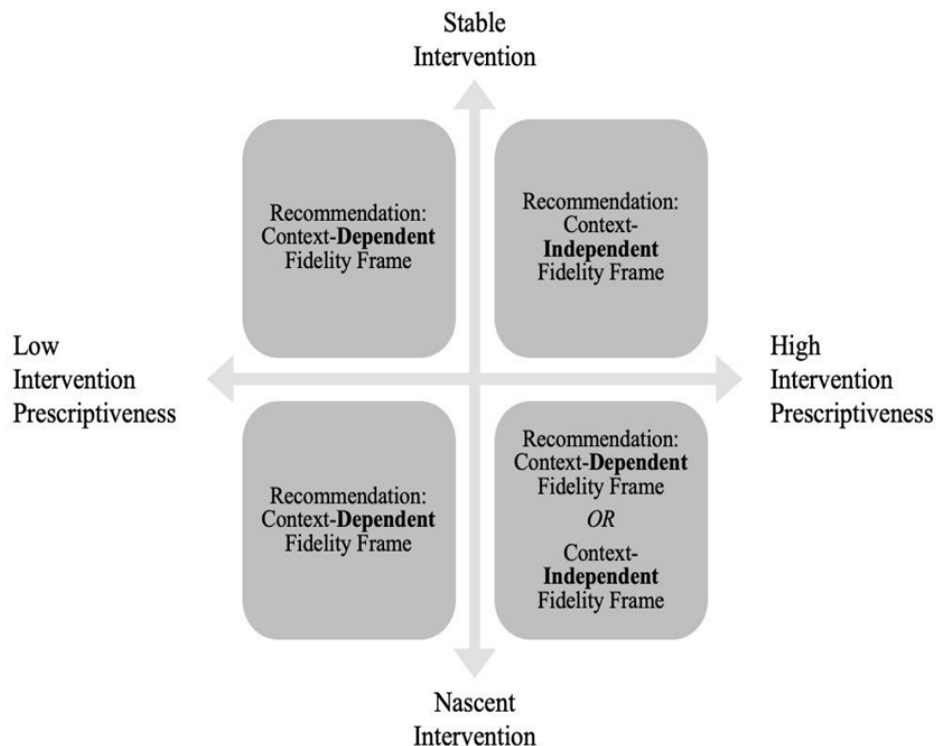 Stable
Intervention
Recommendation:
Context-Dependent
Fidelity Frame
Recommendation:
Context-
Independent
Fidelity Frame
Low
Intervention
Prescriptiveness
High
Intervention
Prescriptiveness
Recommendation:
Context-Dependent
Fidelity Frame
Recommendation:
Context-Dependent
Fidelity Frame
OR
Context-
Independent
Fidelity Frame
Nascent
Intervention